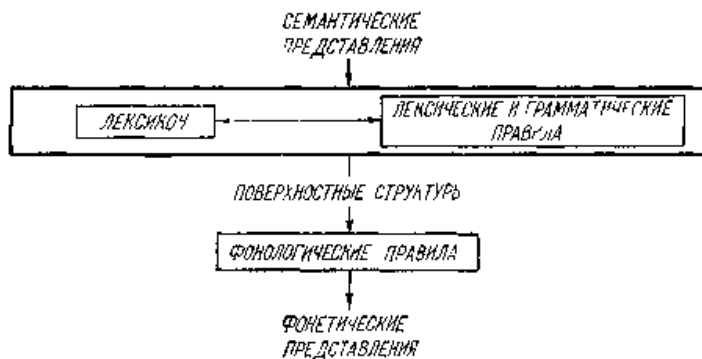 СЕМАНТИЧЕСКИЕ
ПРЕДСТАВЛЕНИЯ
ЛЕКСИКОН
ЛЕКСИЧЕСКИЕ И ГРАММАТИЧЕСКИЕ
ПРАВИЛА
ПОВЕРХНОСТНЫЕ СТРУКТУРЫ
ФОНОЛОГИЧЕСКИЕ ПРАВИЛА
ФОНЕТИЧЕСКИЕ
ПРЕДСТАВЛЕНИЯ